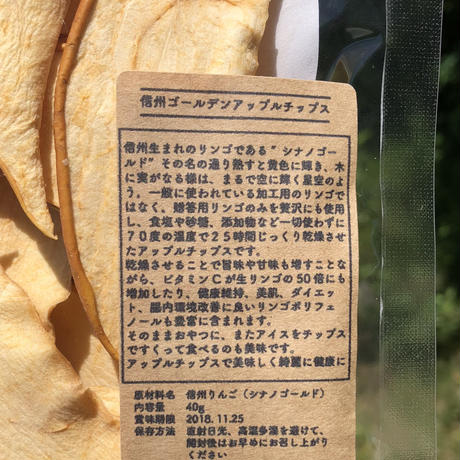 信州ゴールデンアップルチップス
信州生まれのリンゴである"シナノゴー
ルド"その名の通り熟すと黄色に輝き、木
に実がなる様は、まるで空に輝く星空のよ
う。一般に使われている加工用のリンゴで
はなく、贈答用リンゴのみを贅沢にも使用
し、食塩や砂糖、添加物など一切使わずに
70度の温度で25時間じっくり乾燥させ
たアップルチップスです。
乾燥させることで旨味や甘味も増すことな
がら、ビタミンCが生リンゴの50倍にも
増加したり、健康維持、美肌、ダイエッ
ト、腸内環境改善に良いリンゴポリフェ
ノールも豊富に含まれます。
そのままおやつに、またアイスをチップス
ですくって食べるのも美味です。
アップルチップスで美味しく綺麗に健康に
原材料名 信州りんご(シナノゴールド)
内容量 40g
賞味期限 2018.11.25
保存方法 直射日光、高温多湿を避けて、
開封後はお早めにお召し上がり
ください